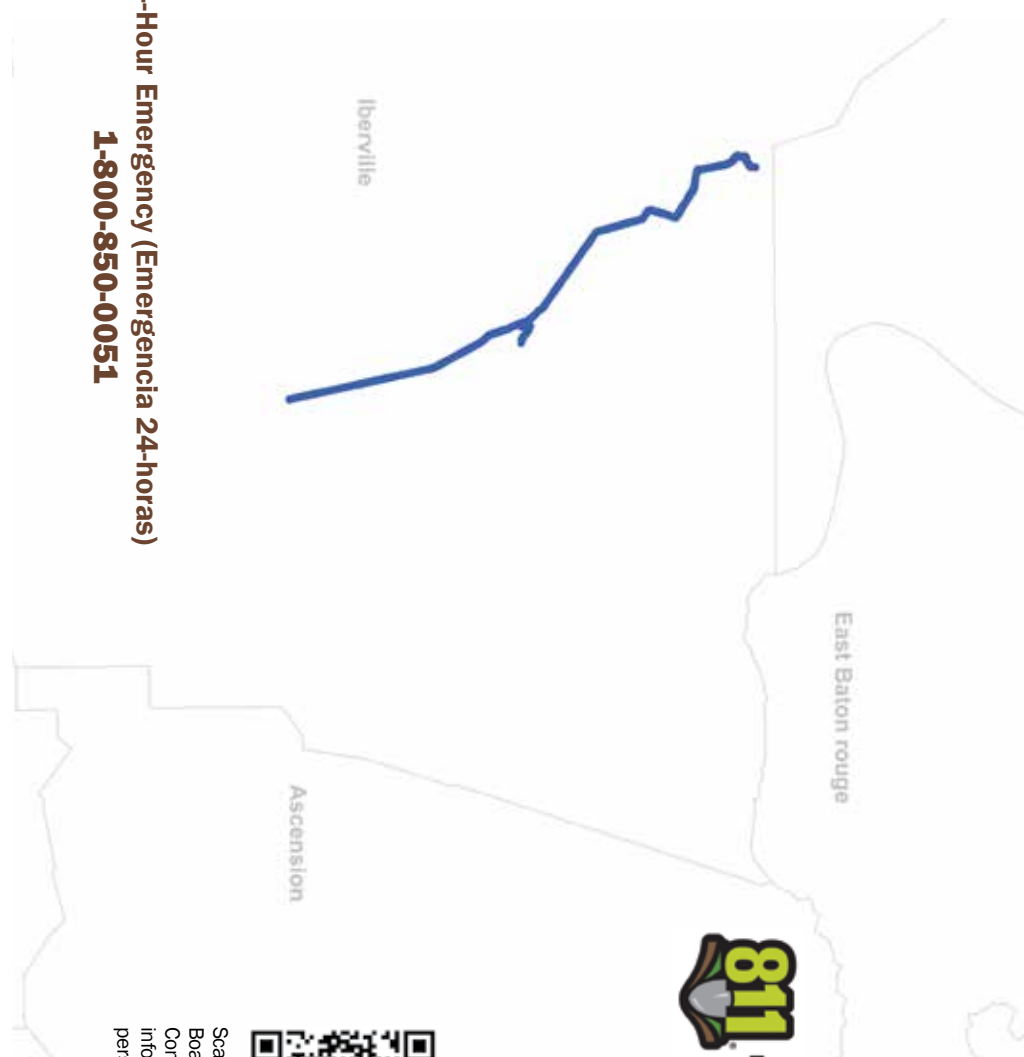 East Baton rouge
Iberville
Ascension
-Hour Emergency (Emergencia 24-horas)
1-800-850-0051
811